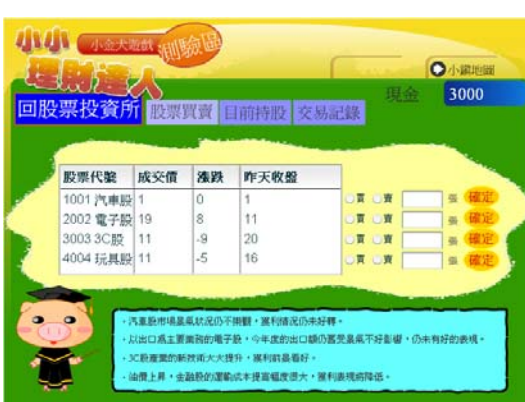 小小 小金犬遊戲 測驗區
理財達人
小鎮地圖
現金 3000
回股票投資所 股票買賣 目前持股 交易記錄
股票代號 成交價 漲跌 昨天收盤
1001 汽車股 1 0 1 買 賣 張 確定
2002 電子股 19 8 11 買 賣 張 確定
3003 3C股 11 -9 20 買 賣 張 確定
4004 玩具股 11 -5 16 買 賣 張 確定
· 汽車股市場景氣狀況仍不樂觀，獲利情況仍未好轉。
· 以出口為主要業務的電子股，今年度的出口額仍舊受景氣不好影響，仍未有好的表現。
· 3C股產業的新技術大大提升，獲利前景看好。
· 油價上昇，金融股的運輸成本提高幅度很大，獲利表現將降低。